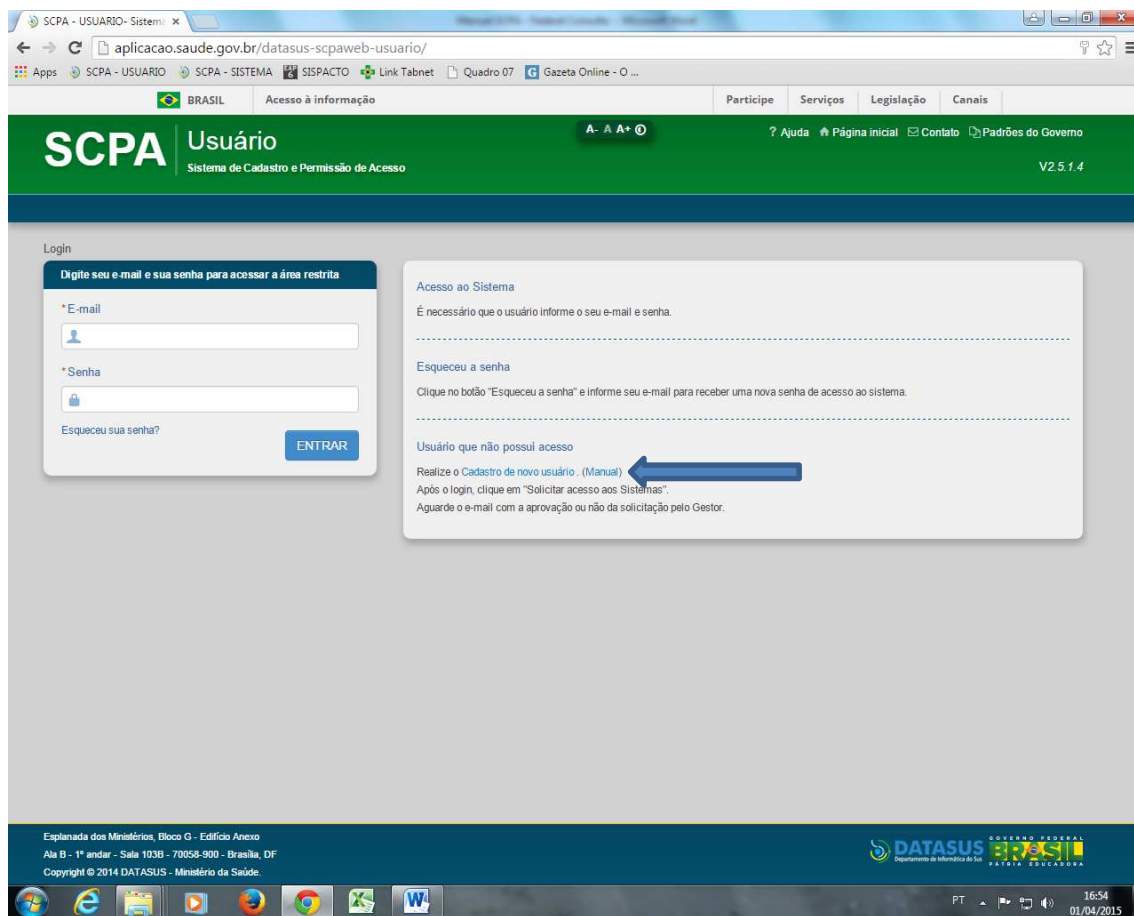 SCPA - USUARIO- Sistema
aplicacao.saude.gov.br/datasus-scpaweb-usuario/
Apps SCPA - USUARIO SCPA - SISTEMA SISPACTO Link Tabnet Quadro 07 Gazeta Online - O ...
BRASIL Acesso à informação Participe Serviços Legislação Canais
SCPA Usuário
Sistema de Cadastro e Permissão de Acesso
A- A A+
? Ajuda Página inicial Contato Padrões do Governo
V2.5.1.4
Login
Digite seu e-mail e sua senha para acessar a área restrita
*E-mail
*Senha
Esqueceu sua senha?
ENTRAR
Acesso ao Sistema
É necessário que o usuário informe o seu e-mail e senha.
Esqueceu a senha
Clique no botão "Esqueceu a senha" e informe seu e-mail para receber uma nova senha de acesso ao sistema.
Usuário que não possui acesso
Realize o Cadastro de novo usuário . (Manual)
Após o login, clique em "Solicitar acesso aos Sistemas".
Aguarde o e-mail com a aprovação ou não da solicitação pelo Gestor.
Esplanada dos Ministérios, Bloco G - Edifício Anexo
Ala B - 1º andar - Sala 103B - 70058-900 - Brasília, DF
Copyright © 2014 DATASUS - Ministério da Saúde.
DATASUS
Departamento de Informática do Sus
GOVERNO FEDERAL
BRASIL
PÁTRIA EDUCADORA
PT
16:54
01/04/2015